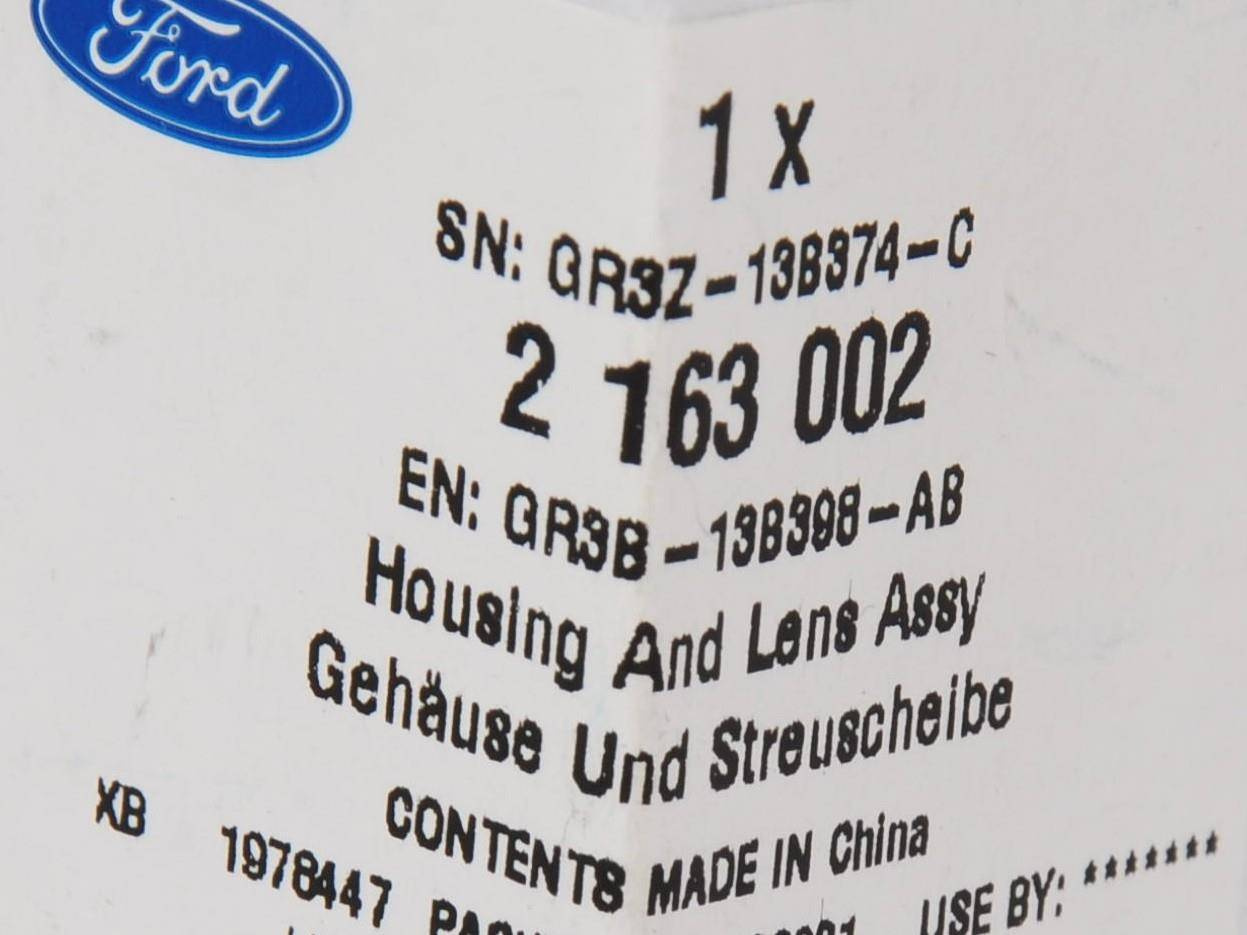 Ford
1 X
SN: GR3Z-13B374-C
2 163 002
EN: GR3B-13B398-AB
Housing And Lens Assy
Gehäuse Und Streuscheibe
CONTENTS MADE IN China
XB 1978447 USE BY: *******